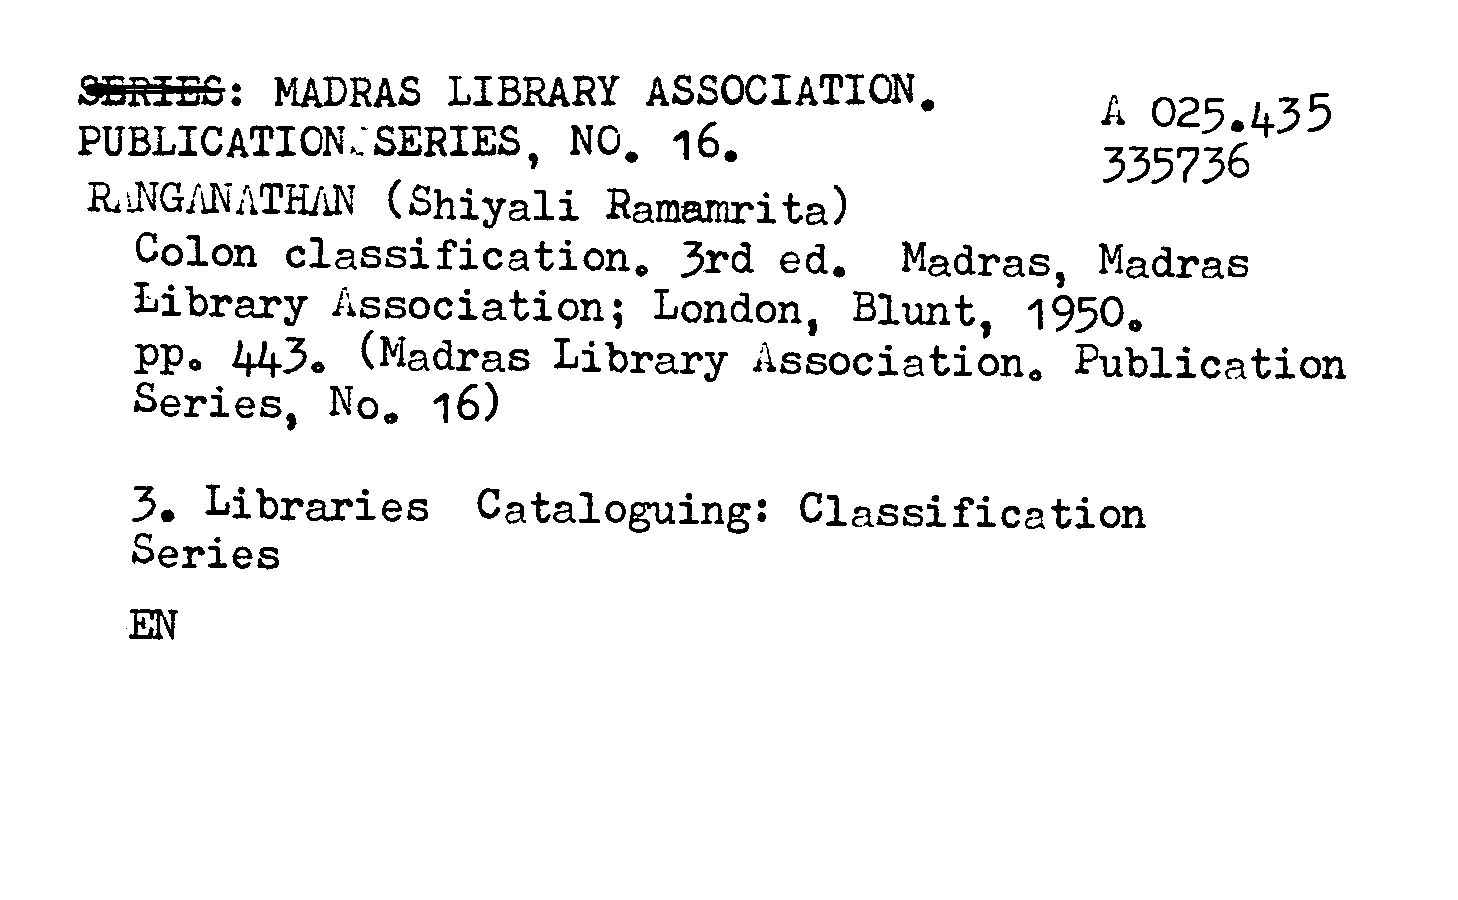 SERIES: MADRAS LIBRARY ASSOCIATION.
PUBLICATION SERIES, NO. 16.
A 025.435
335736
RANGANATHAN (Shiyali Ramamrita)
Colon classification. 3rd ed. Madras, Madras
Library Association; London, Blunt, 1950.
pp. 443. (Madras Library Association. Publication
Series, No. 16)
3. Libraries Cataloguing: Classification
Series
EN